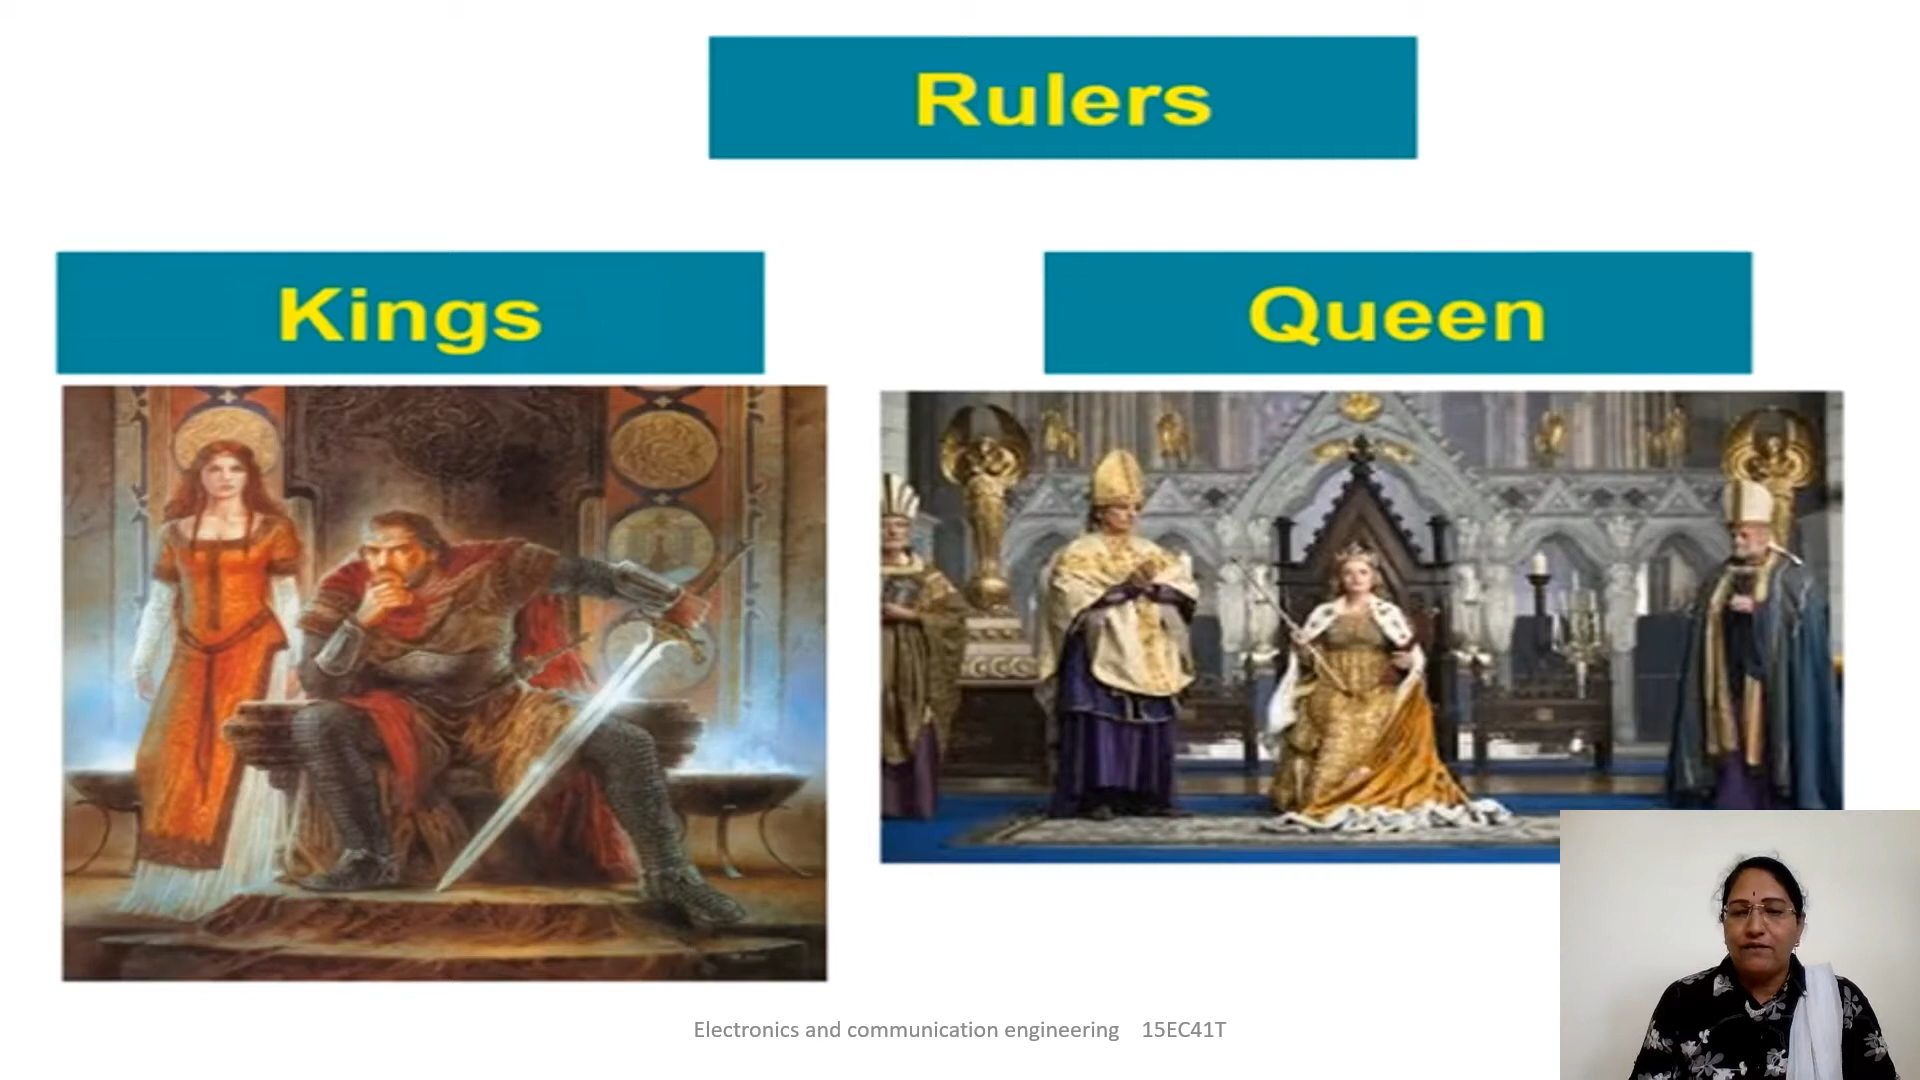 Rulers
Kings
Queen
Electronics and communication engineering 15EC41T